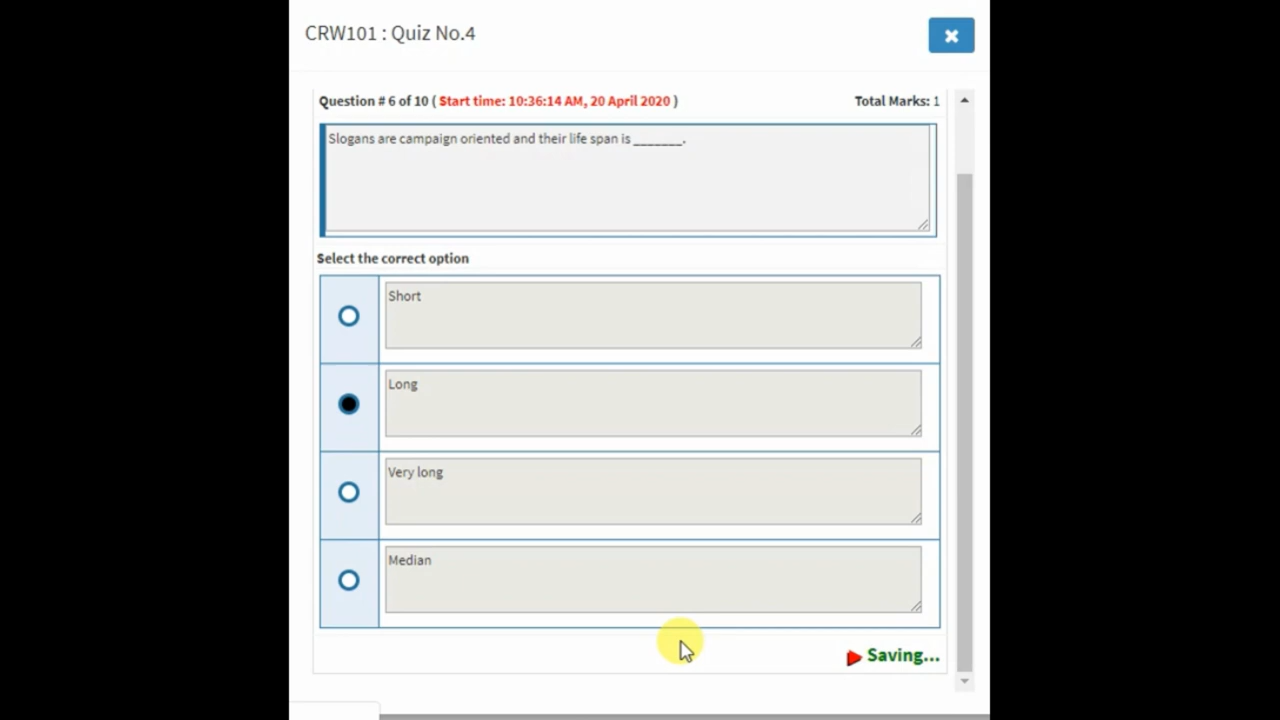 CRW101 : Quiz No.4
Question # 6 of 10 ( Start time: 10:36:14 AM, 20 April 2020 ) Total Marks: 1
Slogans are campaign oriented and their life span is _______.
Select the correct option
Short
Long
Very long
Median
Saving...